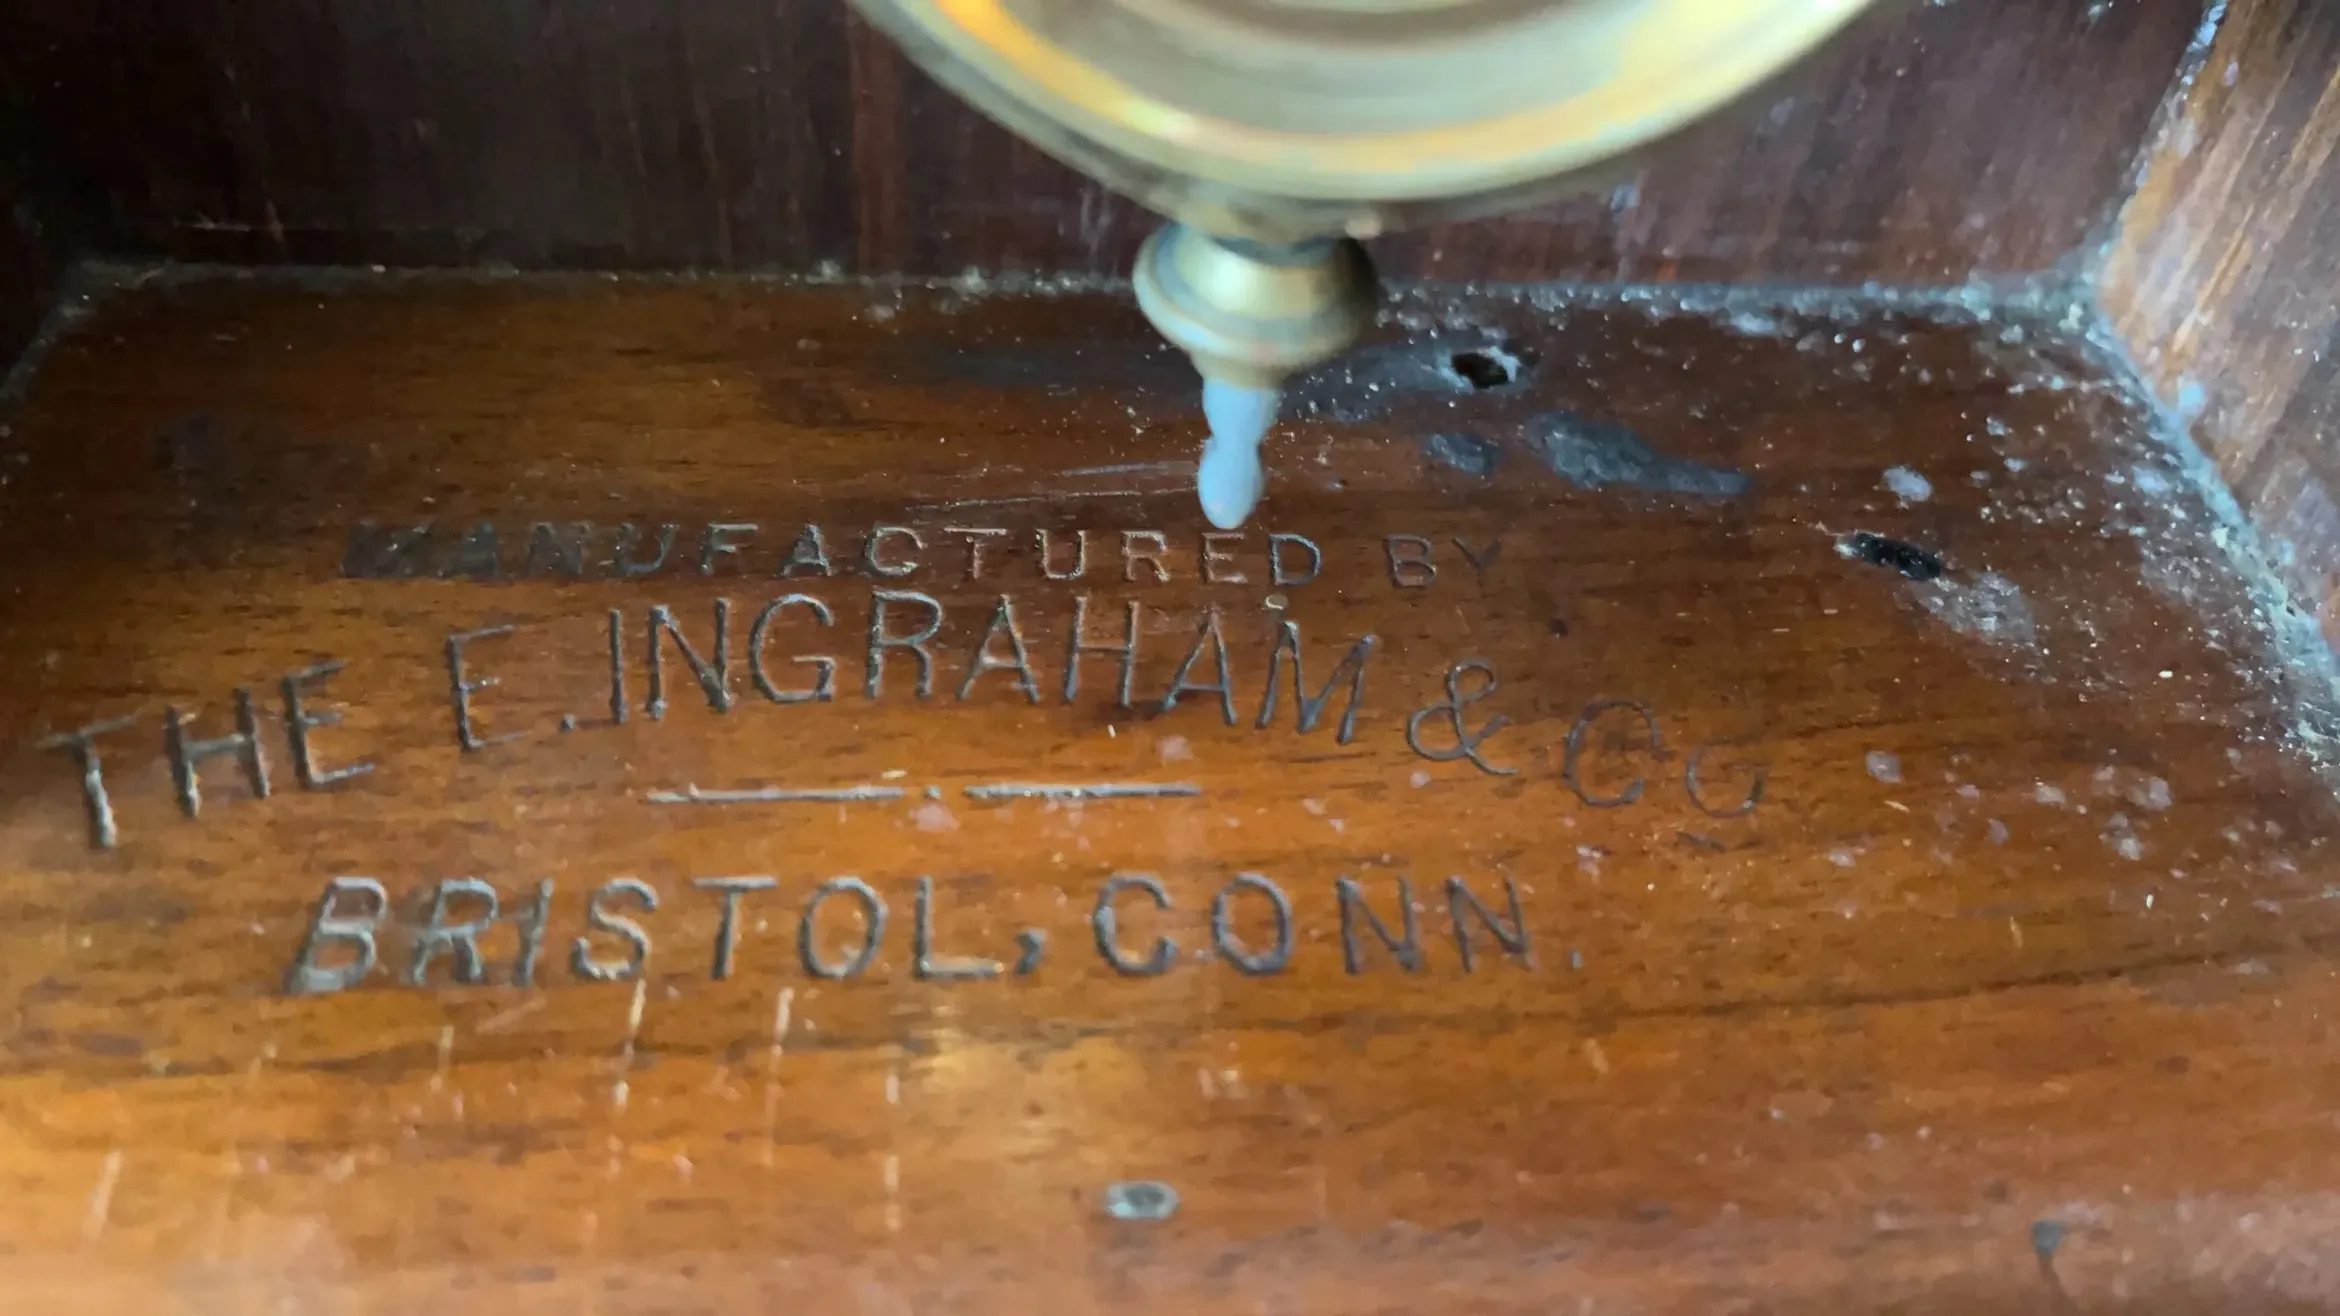 MANUFACTURED BY
THE E. INGRAHAM & CO
BRISTOL, CONN.